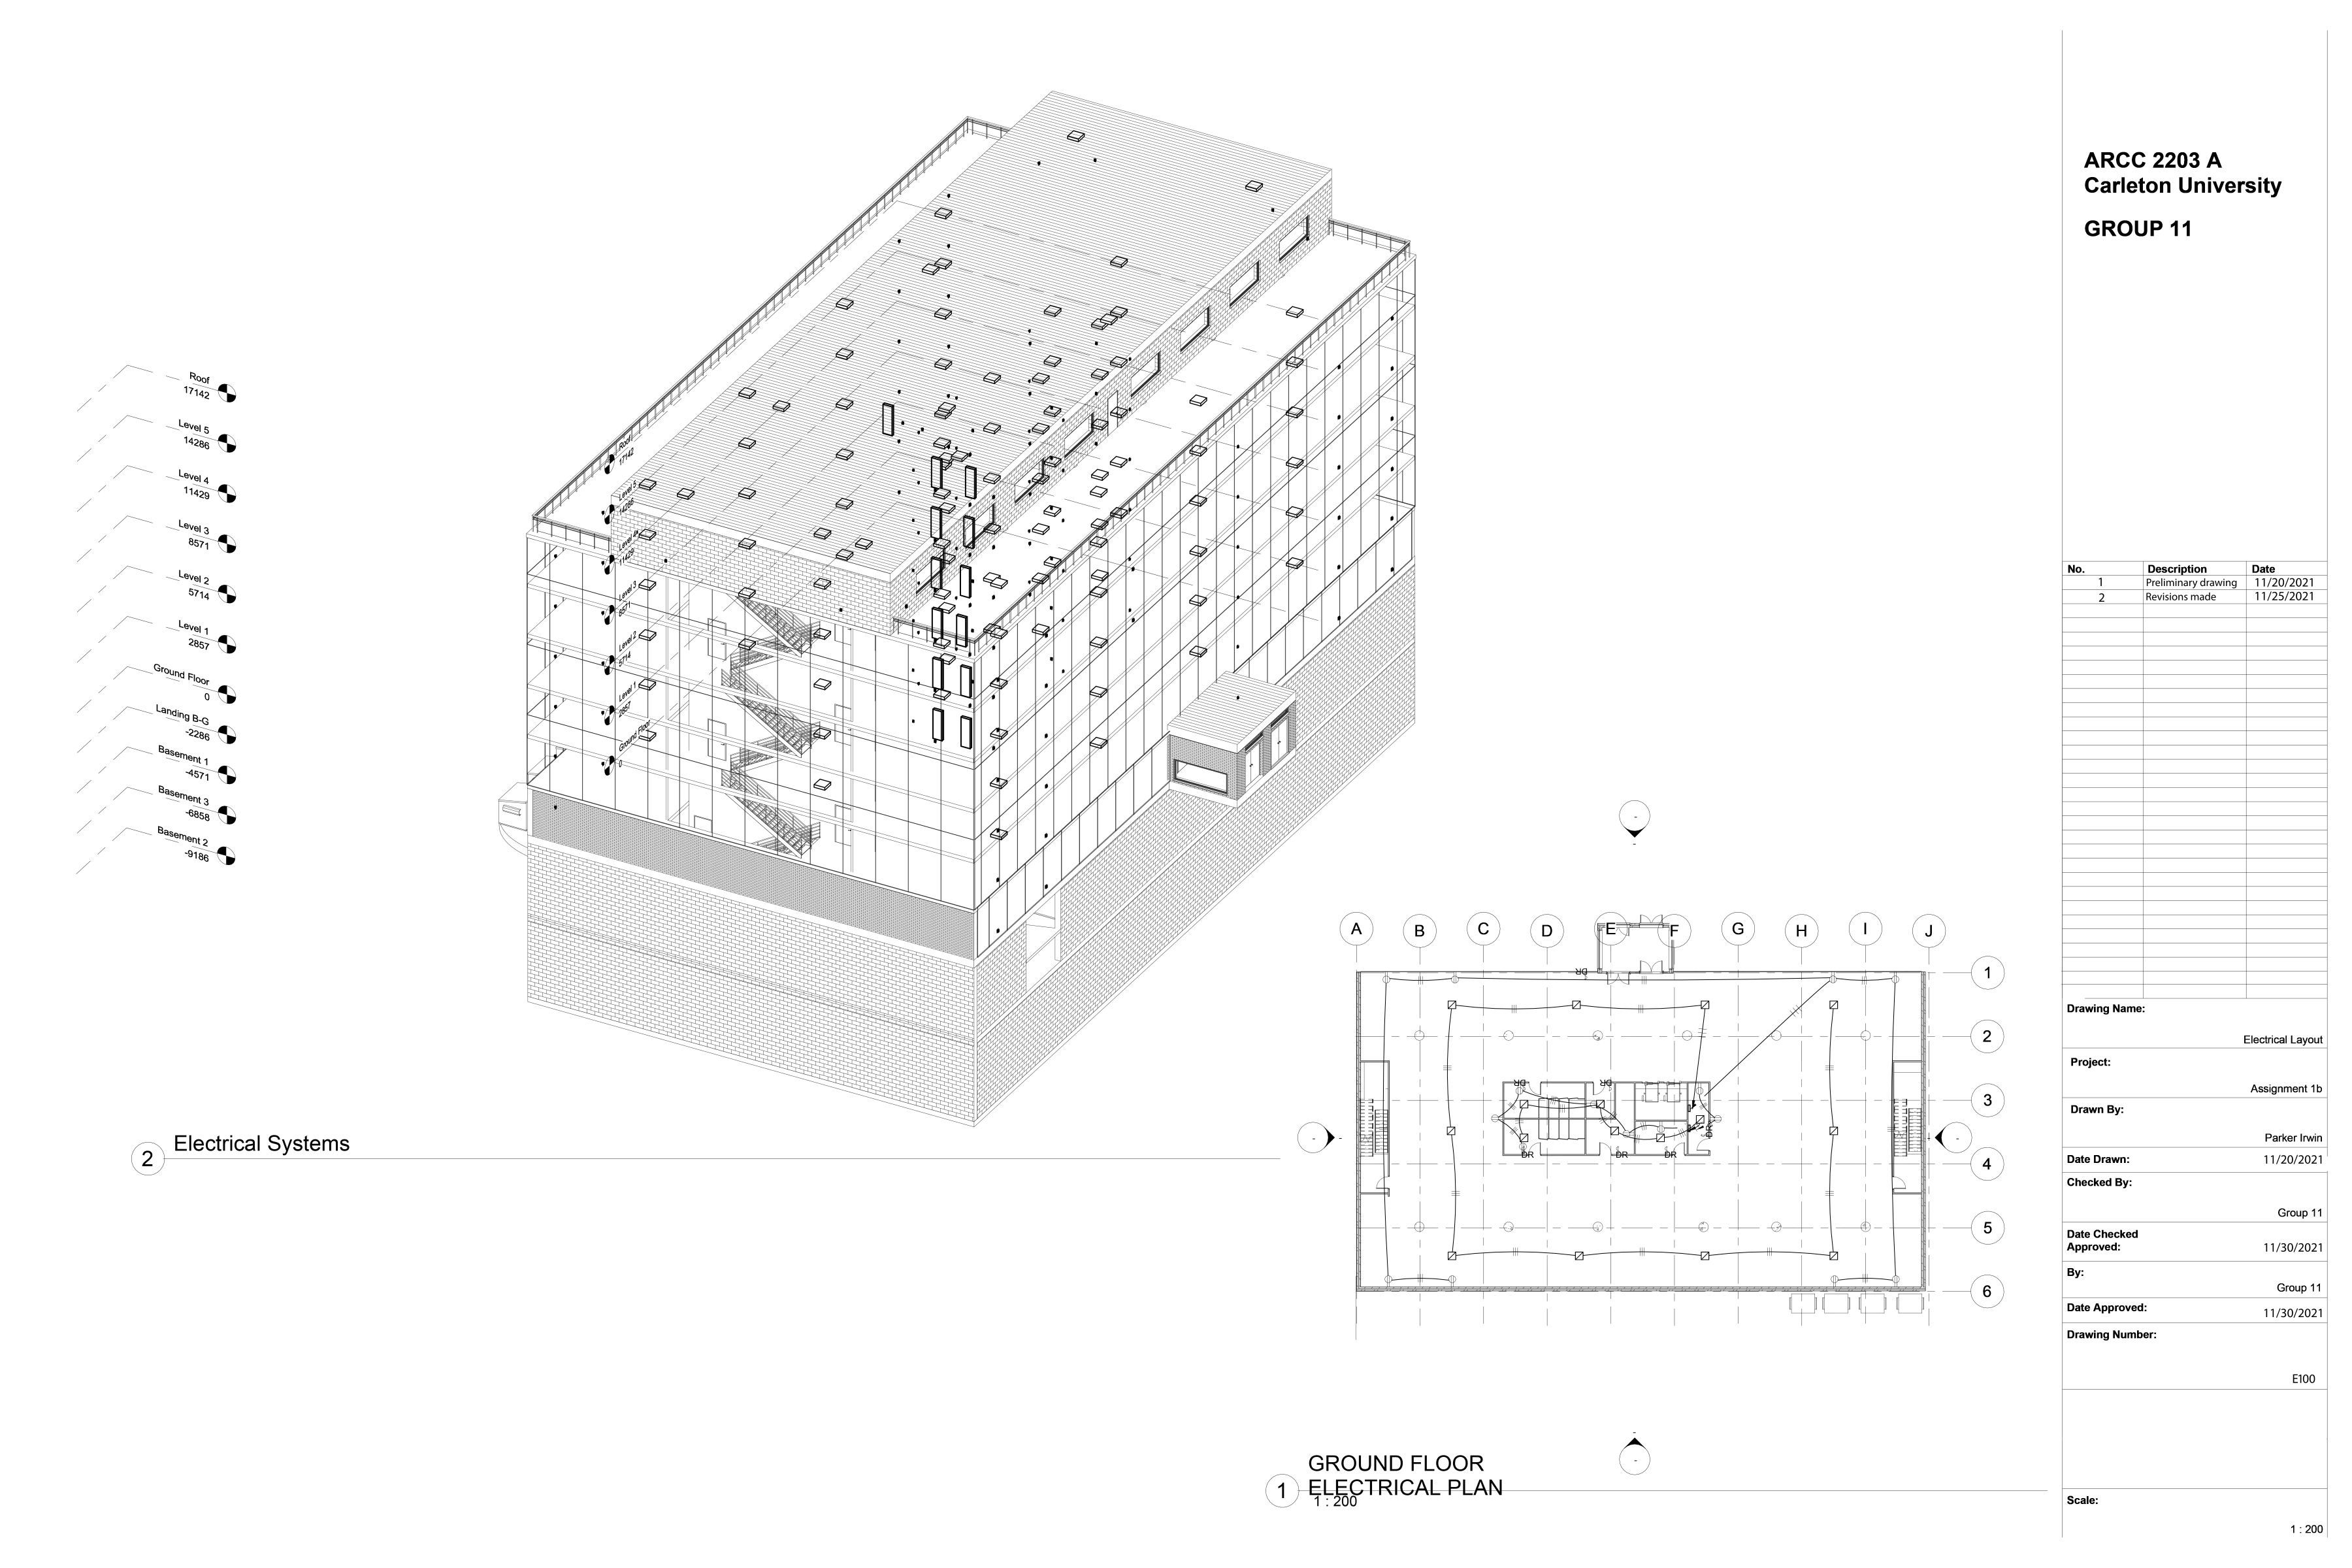 ARCC 2203 A
Carleton University
GROUP 11
No. Description Date
1 Preliminary drawing 11/20/2021
2 Revisions made 11/25/2021
Drawing Name:
Electrical Layout
Project:
Assignment 1b
Drawn By:
Parker Irwin
Date Drawn: 11/20/2021
Checked By:
Group 11
Date Checked
Approved: 11/30/2021
By:
Group 11
Date Approved: 11/30/2021
Drawing Number:
E100
Scale:
1 : 200
Roof
17142
Level 5
14286
Level 4
11429
Level 3
8571
Level 2
5714
Level 1
2857
Ground Floor
0
Landing B-G
-2286
Basement 1
-4571
Basement 3
-6858
Basement 2
-9186
Roof
17142
Level 5
14286
Level 4
11429
Level 3
8571
Level 2
5714
Level 1
2857
Ground Floor
0
2 Electrical Systems
A B C D E F G H I J
1
2
3
4
5
6
DR
DR DR
DR
DR DR DR
1 GROUND FLOOR
ELECTRICAL PLAN
1 : 200